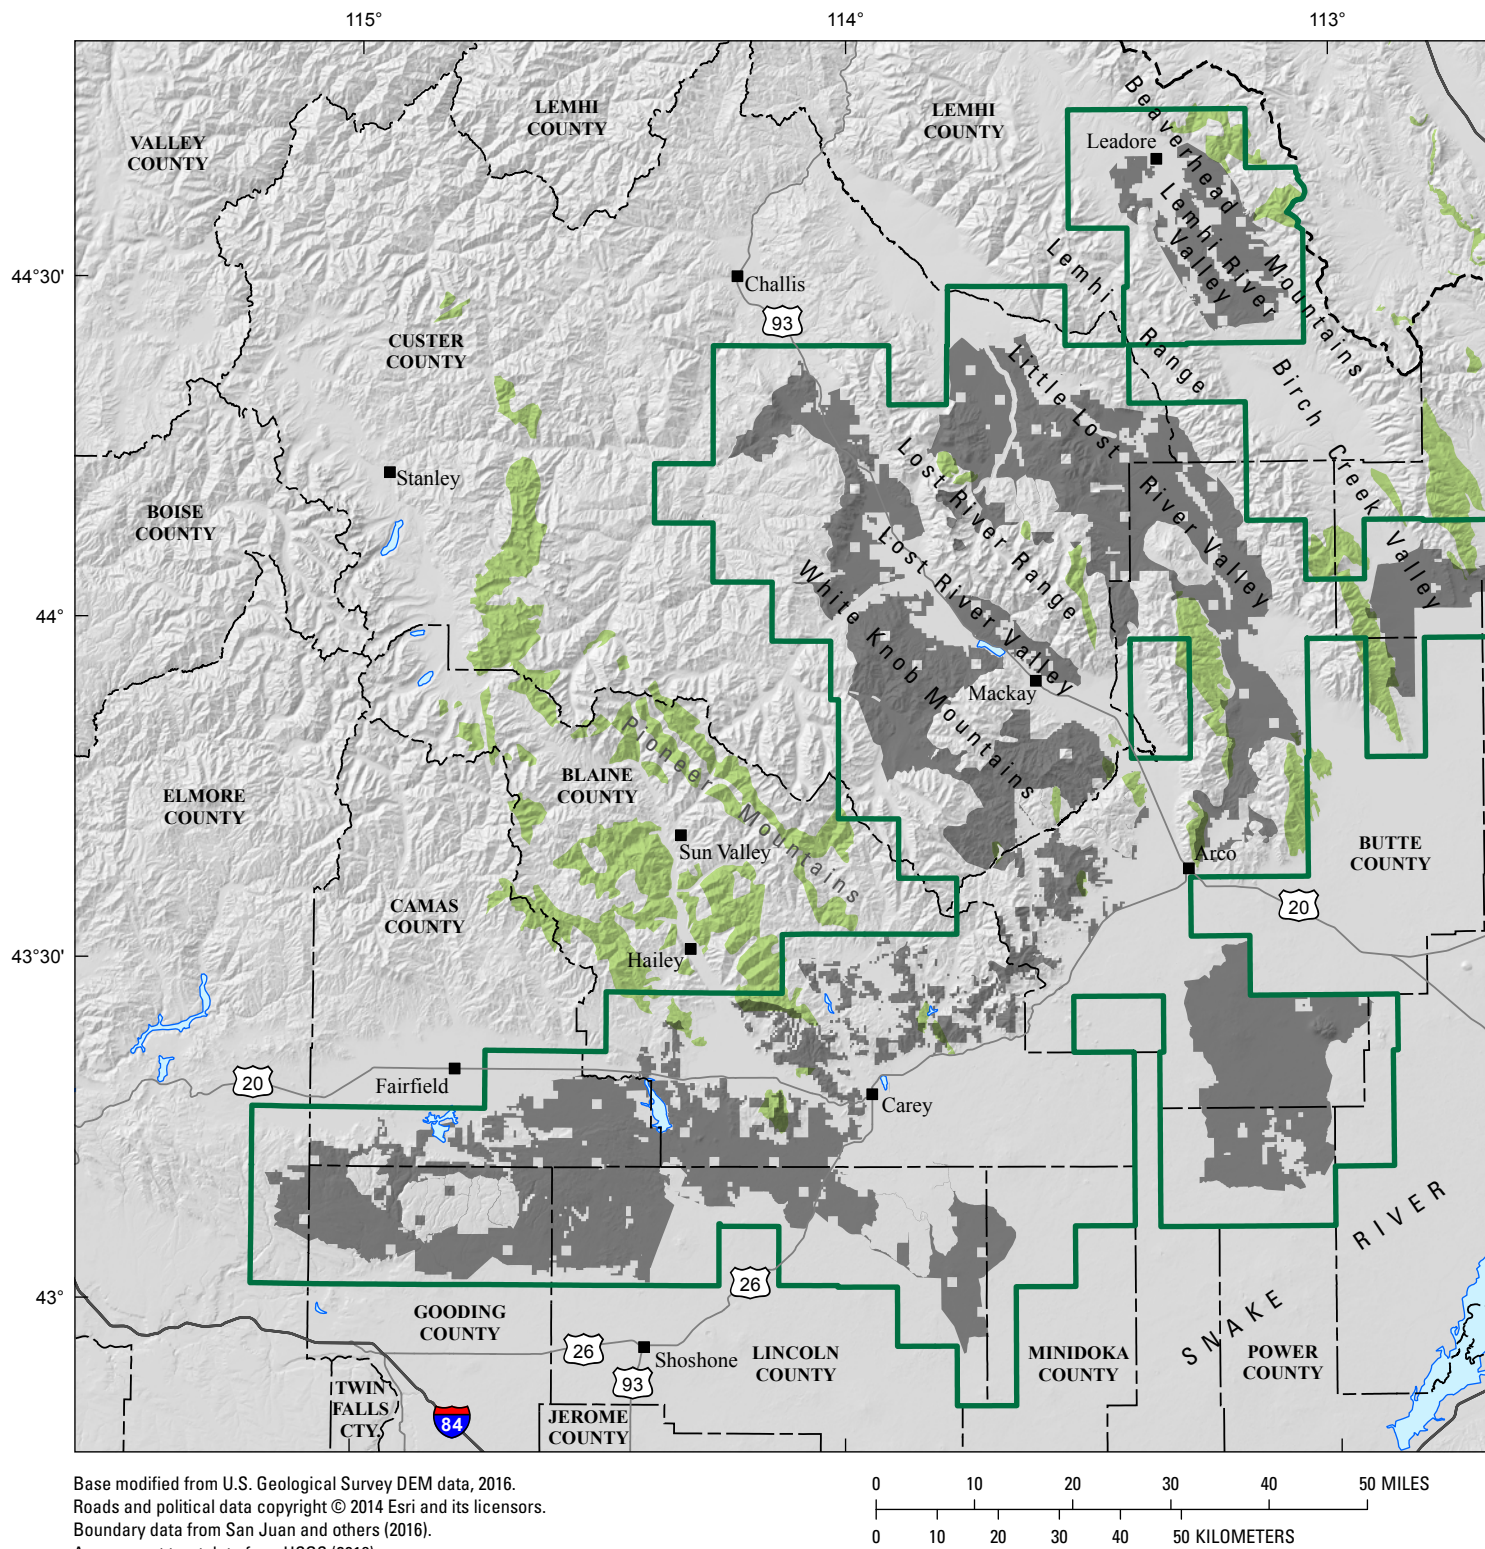 115°
114°
113°
LEMHI
COUNTY
LEMHI
COUNTY
VALLEY
COUNTY
Leadore
Beaverhead Mountains
Lemhi River
Valley
44°30'
Challis
93
Lemhi Range
CUSTER
COUNTY
Birch Creek Valley
Little Lost River Valley
Lost River Range
Stanley
BOISE
COUNTY
Lost River Valley
White Knob Mountains
44°
Mackay
Pioneer Mountains
BLAINE
COUNTY
ELMORE
COUNTY
Sun Valley
Arco
BUTTE
COUNTY
CAMAS
COUNTY
20
43°30'
Hailey
20
Fairfield
Carey
RIVER
SNAKE
43°
26
GOODING
COUNTY
26
Shoshone
LINCOLN
COUNTY
MINIDOKA
COUNTY
POWER
COUNTY
93
TWIN
FALLS
CTY.
84
JEROME
COUNTY
Base modified from U.S. Geological Survey DEM data, 2016.
Roads and political data copyright © 2014 Esri and its licensors.
Boundary data from San Juan and others (2016).
0 10 20 30 40 50 MILES
0 10 20 30 40 50 KILOMETERS